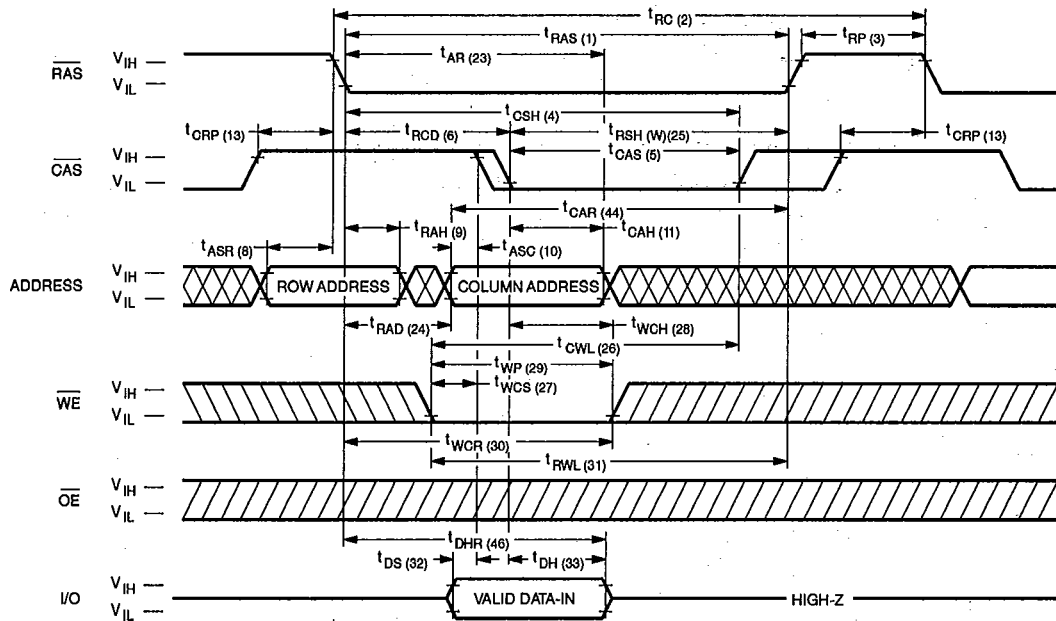 tRC (2)
tRAS (1)
tRP (3)
tAR (23)
RAS
VIH
VIL
tCSH (4)
tCRP (13)
tRCD (6)
tRSH (W)(25)
tCRP (13)
tCAS (5)
CAS
VIH
VIL
tCAR (44)
tRAH (9)
tCAH (11)
tASR (8)
tASC (10)
ADDRESS
VIH
VIL
ROW ADDRESS
COLUMN ADDRESS
tRAD (24)
tWCH (28)
tCWL (26)
tWP (29)
tWCS (27)
WE
VIH
VIL
tWCR (30)
tRWL (31)
OE
VIH
VIL
tDHR (46)
tDS (32)
tDH (33)
I/O
VIH
VIL
VALID DATA-IN
HIGH-Z